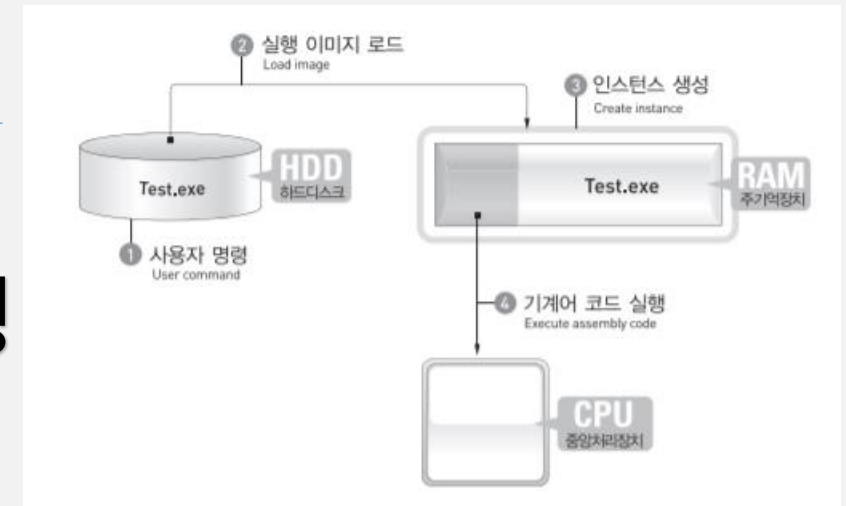 2 실행 이미지 로드
Load image
3 인스턴스 생성
Create instance
HDD
하드디스크
Test.exe
Test.exe
RAM
주기억장치
1 사용자 명령
User command
4 기계어 코드 실행
Execute assembly code
CPU
중앙처리장치